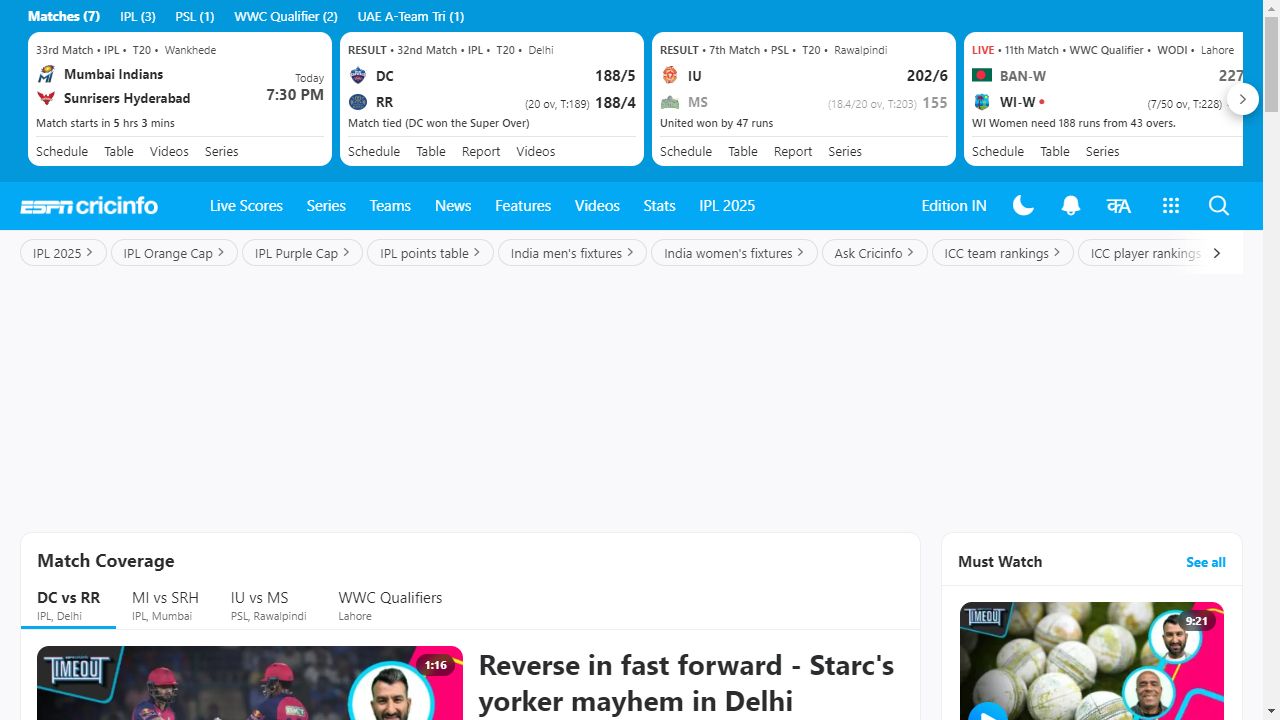 Matches (7) IPL (3) PSL (1) WWC Qualifier (2) UAE A-Team Tri (1)
33rd Match • IPL • T20 • Wankhede
Mumbai Indians
Sunrisers Hyderabad
Today
7:30 PM
Match starts in 5 hrs 3 mins
Schedule Table Videos Series
RESULT • 32nd Match • IPL • T20 • Delhi
DC 188/5
RR (20 ov, T:189) 188/4
Match tied (DC won the Super Over)
Schedule Table Report Videos
RESULT • 7th Match • PSL • T20 • Rawalpindi
IU 202/6
MS (18.4/20 ov, T:203) 155
United won by 47 runs
Schedule Table Report Series
LIVE • 11th Match • WWC Qualifier • WODI • Lahore
BAN-W 227
WI-W • (7/50 ov, T:228)
WI Women need 188 runs from 43 overs.
Schedule Table Series
ESPN cricinfo Live Scores Series Teams News Features Videos Stats IPL 2025 Edition IN कA
IPL 2025 IPL Orange Cap IPL Purple Cap IPL points table India men's fixtures India women's fixtures Ask Cricinfo ICC team rankings ICC player rankings
Match Coverage
DC vs RR MI vs SRH IU vs MS WWC Qualifiers
IPL, Delhi IPL, Mumbai PSL, Rawalpindi Lahore
TIMEOUT
1:16
Reverse in fast forward - Starc's
yorker mayhem in Delhi
Must Watch See all
TIMEOUT
9:21